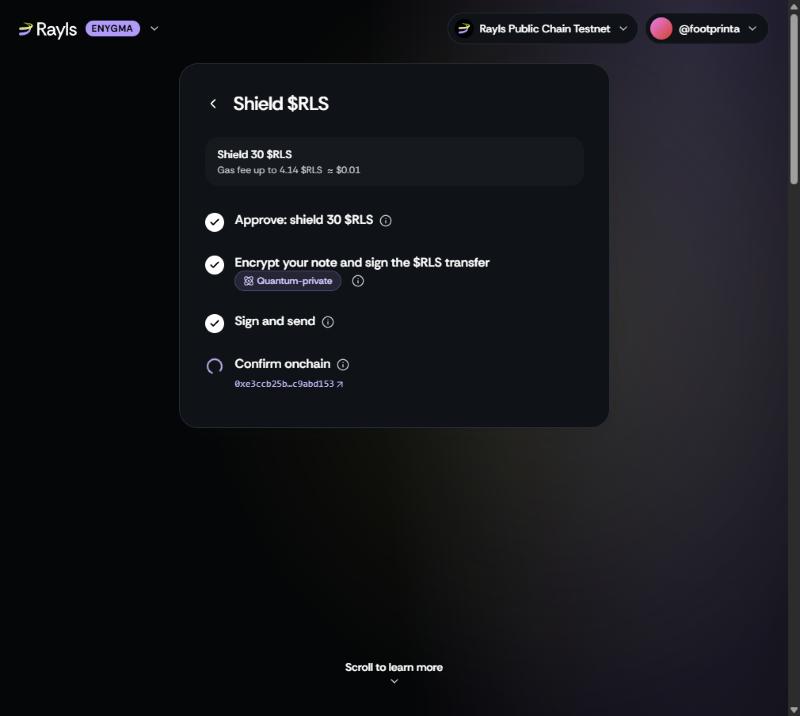 Rayls ENYGMA
Rayls Public Chain Testnet
@footprinta
Shield $RLS
Shield 30 $RLS
Gas fee up to 4.14 $RLS ≈ $0.01
Approve: shield 30 $RLS
Encrypt your note and sign the $RLS transfer
Quantum-private
Sign and send
Confirm onchain
0xe3ccb25b…c9abd153
Scroll to learn more